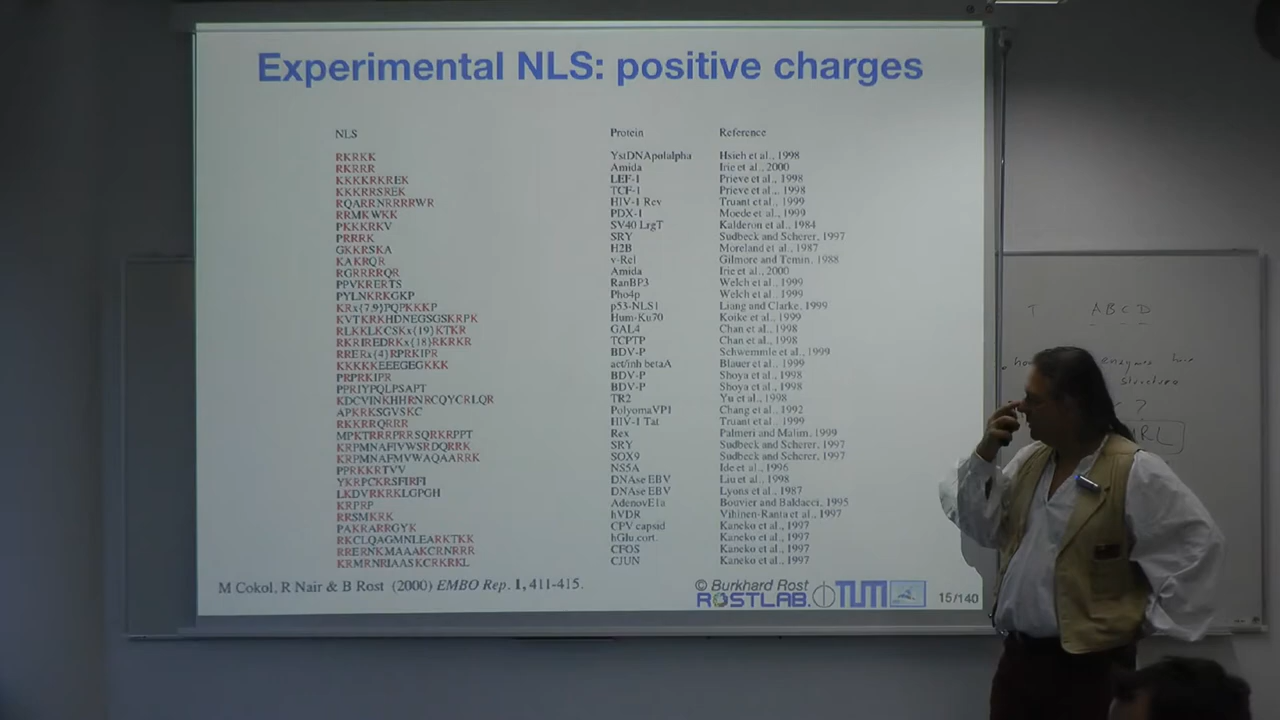 Experimental NLS: positive charges
NLS Protein Reference
RKRKK YstDNApolalpha Hsieh et al., 1998
RKRRR Amida Irie et al., 2000
KKKKRKREK LEF-1 Prieve et al., 1998
KKKRRSREK TCF-1 Prieve et al., 1998
RQARRNRRRRWR HIV-1 Rev Truant et al., 1999
RRMKWKK PDX-1 Moede et al., 1999
PKKKRKV SV40 LrgT Kalderon et al., 1984
PRRRK SRY Sudbeck and Scherer, 1997
GKKRSKA H2B Moreland et al., 1987
KAKRQR v-Rel Gilmore and Temin, 1988
RGRRRRQR Amida Irie et al., 2000
PPVKRERTS RanBP3 Welch et al., 1999
PYLNKRKGKP Pho4p Welch et al., 1999
KRx{7,9}PQPKKKP p53-NLS1 Liang and Clarke, 1999
KVTKRKHDNEGSGSKRPK Hum-Ku70 Koike et al., 1999
RLKKLKCSKx{19}KTKR GAL4 Chan et al., 1998
RKRIREDRKx{18}RKRKR TCPTP Chan et al., 1998
RRERx{4}RPRKIPR BDV-P Schwemmle et al., 1999
KKKKKEEEGEGKKK act/inh betaA Blauer et al., 1999
PRPRKIPR BDV-P Shoya et al., 1998
PPRIYPQLPSAPT BDV-P Shoya et al., 1998
KDCVINKHHRNRCQYCRLQR TR2 Yu et al., 1998
APKRKSGVSKC PolyomaVP1 Chang et al., 1992
RKKRRQRRR HIV-1 Tat Truant et al., 1999
MPKTRRRPRRSQRKRPPT Rex Palmeri and Malim, 1999
KRPMNAFIVWSRDQRRK SRY Sudbeck and Scherer, 1997
KRPMNAFMVWAQAARRK SOX9 Sudbeck and Scherer, 1997
PPRKKRTVV NS5A Ide et al., 1996
YKRPCKRSFIRFI DNAse EBV Liu et al., 1998
LKDVRKRKLGPGH DNAse EBV Lyons et al., 1987
KRPRP AdenovE1a Bouvier and Baldacci, 1995
RRSMKRK hVDR Vihinen-Ranta et al., 1997
PAKRARRGYK CPV capsid Kaneko et al., 1997
RKCLQAGMNLEARKTKK hGlu.cort. Kaneko et al., 1997
RRERNKMAAAKCRNRRR CFOS Kaneko et al., 1997
KRMRNRIAASKCRKRKL CJUN Kaneko et al., 1997
M Cokol, R Nair & B Rost (2000) EMBO Rep. 1, 411-415.
© Burkhard Rost
ROSTLAB. TUM
15/140
T ABCD
enzymes have
structure
?
RL